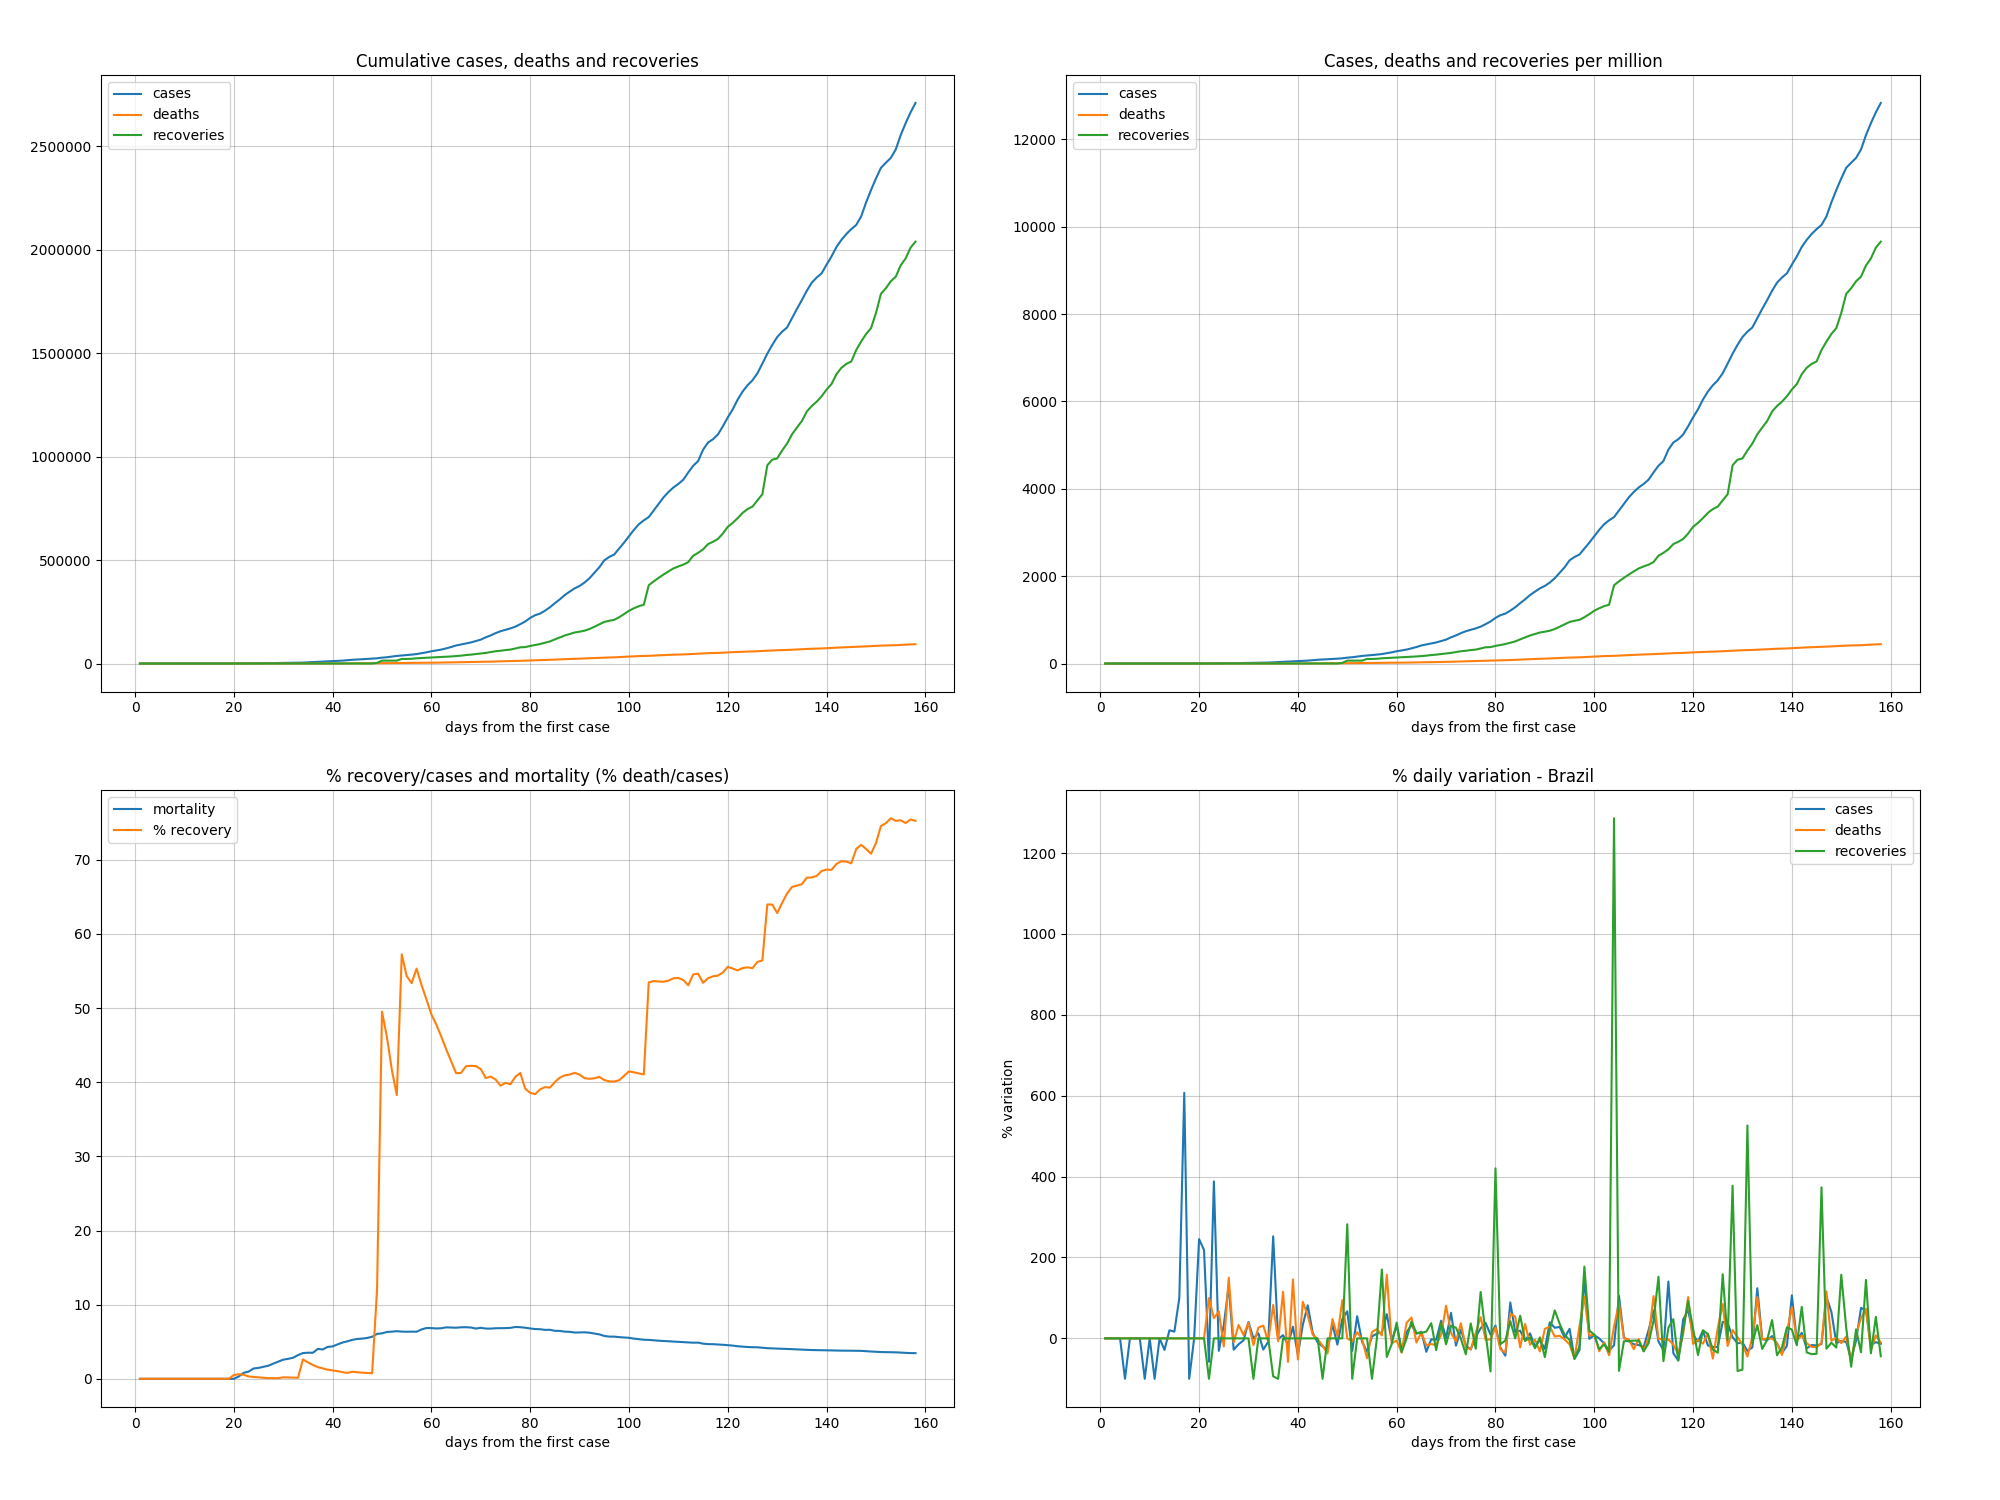 Cumulative cases, deaths and recoveries
cases
deaths
recoveries
2500000
2000000
1500000
1000000
500000
0
0 20 40 60 80 100 120 140 160
days from the first case
Cases, deaths and recoveries per million
cases
deaths
recoveries
12000
10000
8000
6000
4000
2000
0
0 20 40 60 80 100 120 140 160
days from the first case
% recovery/cases and mortality (% death/cases)
mortality
% recovery
70
60
50
40
30
20
10
0
0 20 40 60 80 100 120 140 160
days from the first case
% daily variation - Brazil
cases
deaths
recoveries
% variation
1200
1000
800
600
400
200
0
0 20 40 60 80 100 120 140 160
days from the first case